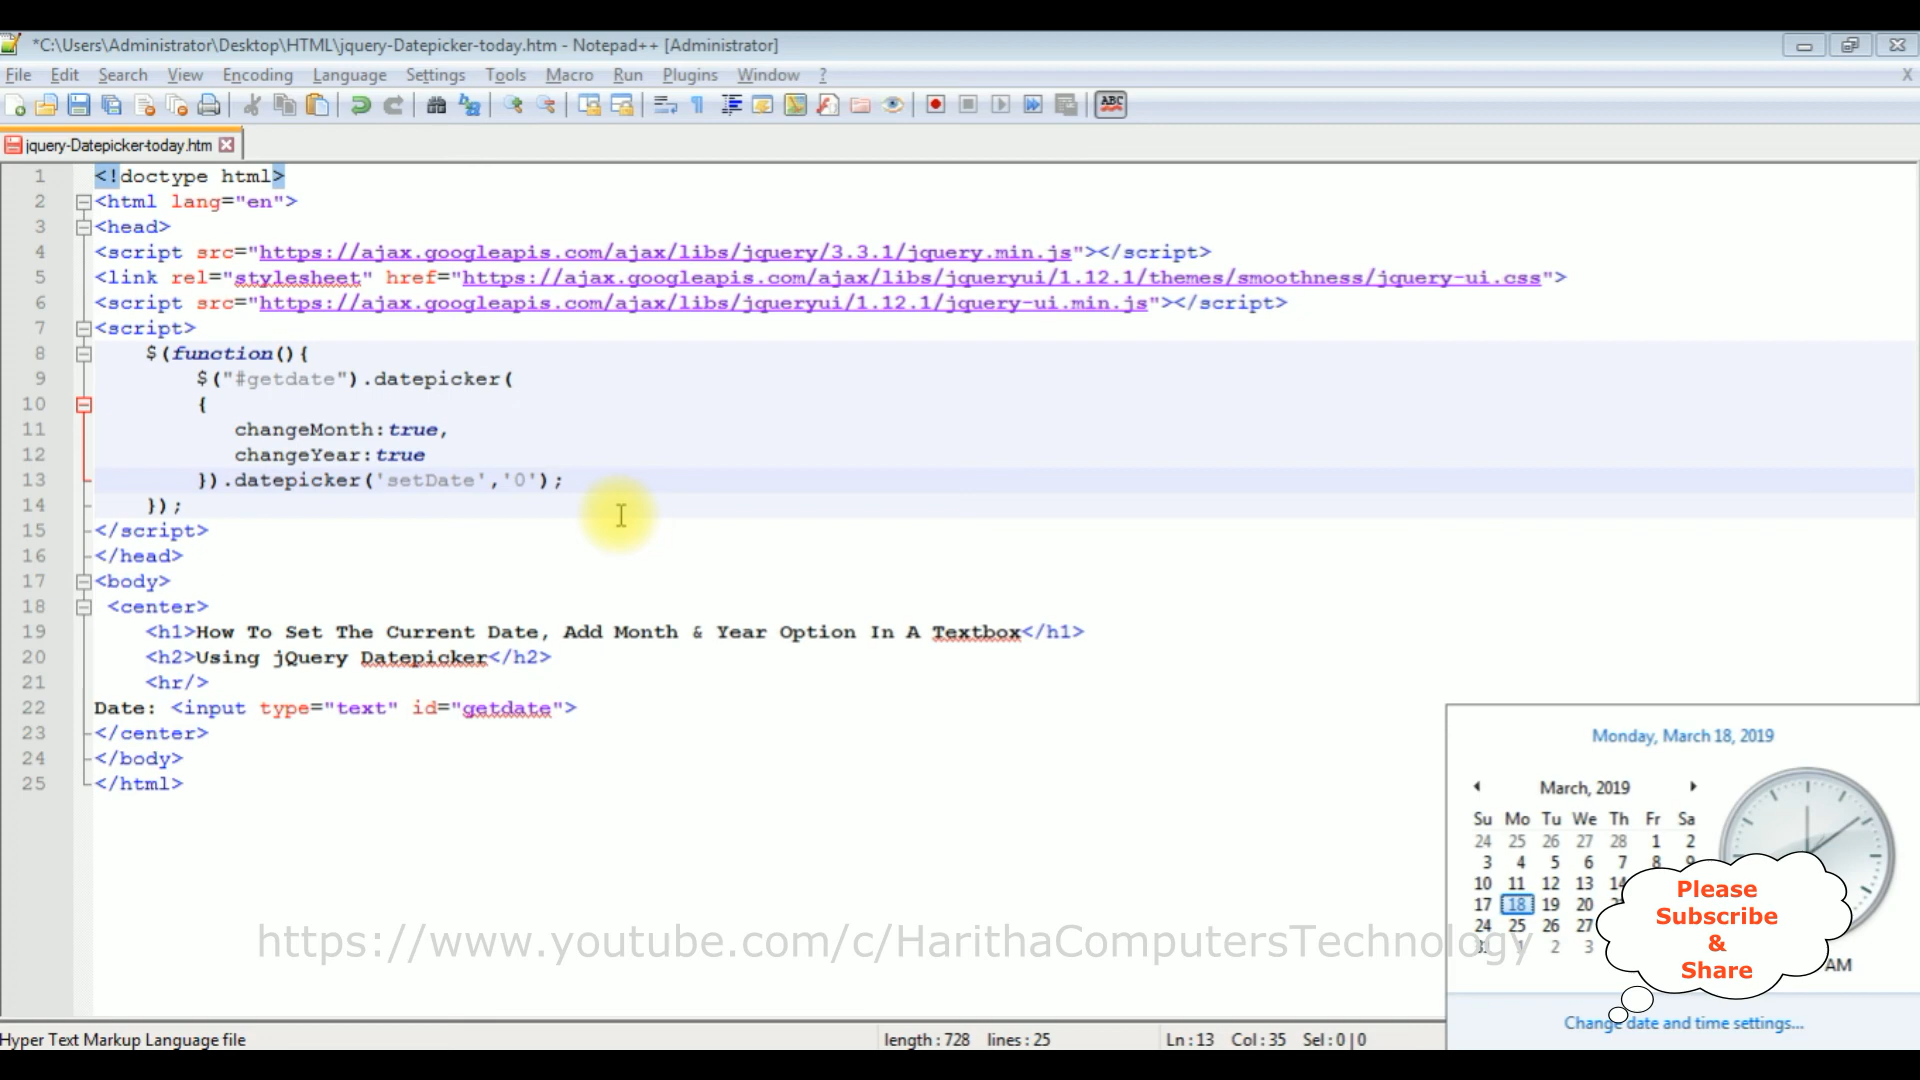 *C:\Users\Administrator\Desktop\HTML\jquery-Datepicker-today.htm - Notepad++ [Administrator]
File Edit Search View Encoding Language Settings Tools Macro Run Plugins Window ? X
ABC
jquery-Datepicker-today.htm
1 <!doctype html>
2 <html lang="en">
3 <head>
4 <script src="https://ajax.googleapis.com/ajax/libs/jquery/3.3.1/jquery.min.js"></script>
5 <link rel="stylesheet" href="https://ajax.googleapis.com/ajax/libs/jqueryui/1.12.1/themes/smoothness/jquery-ui.css">
6 <script src="https://ajax.googleapis.com/ajax/libs/jqueryui/1.12.1/jquery-ui.min.js"></script>
7 <script>
8 $(function(){
9 $("#getdate").datepicker(
10 {
11 changeMonth:true,
12 changeYear:true
13 }).datepicker('setDate','0');
14 });
15 </script>
16 </head>
17 <body>
18 <center>
19 <h1>How To Set The Current Date, Add Month & Year Option In A Textbox</h1>
20 <h2>Using jQuery Datepicker</h2>
21 <hr/>
22 Date: <input type="text" id="getdate">
23 </center>
24 </body>
25 </html>
Monday, March 18, 2019
March, 2019
Su Mo Tu We Th Fr Sa
24 25 26 27 28 1 2
3 4 5 6 7 8 9
10 11 12 13 14
17 18 19 20
24 25 26 27
31 1 2 3
AM
Please
Subscribe
&
Share
Change date and time settings...
https://www.youtube.com/c/HarithaComputersTechnology
Hyper Text Markup Language file length : 728 lines : 25 Ln : 13 Col : 35 Sel : 0 | 0